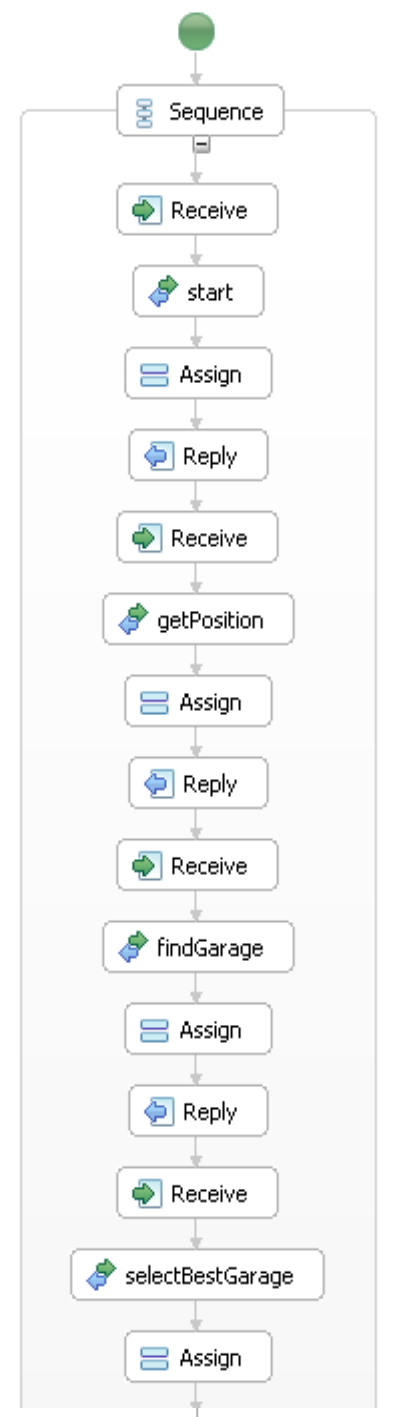 Sequence
Receive
start
Assign
Reply
Receive
getPosition
Assign
Reply
Receive
findGarage
Assign
Reply
Receive
selectBestGarage
Assign